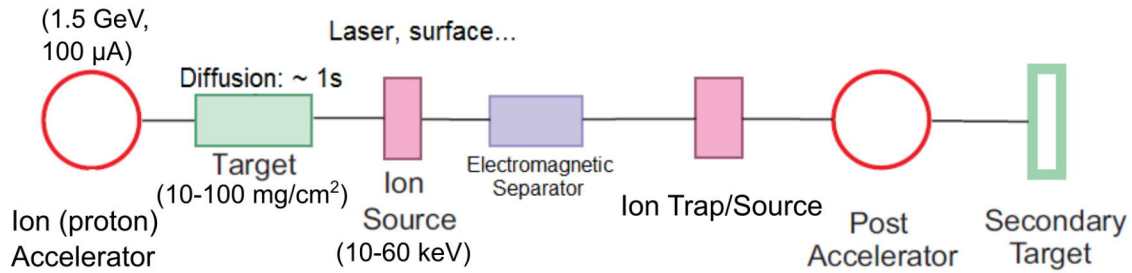 (1.5 GeV,
100 µA)
Laser, surface...
Diffusion: ~ 1s
Target
(10-100 mg/cm²)
Ion
Source
(10-60 keV)
Electromagnetic
Separator
Ion Trap/Source
Ion (proton)
Accelerator
Post
Accelerator
Secondary
Target